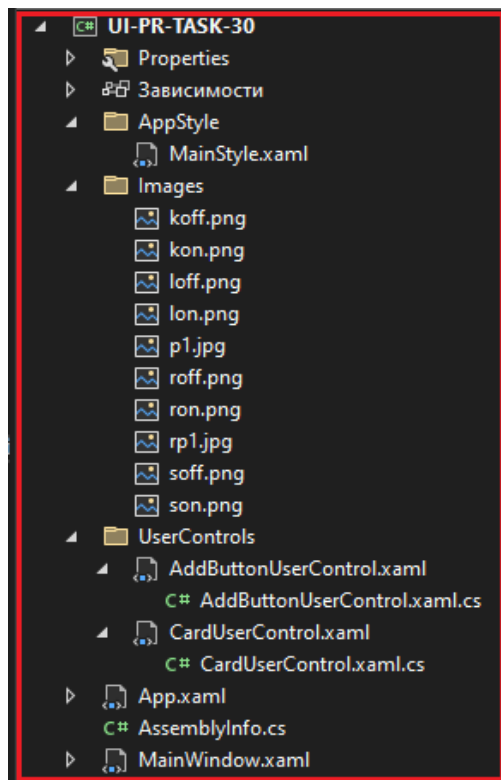 C# UI-PR-TASK-30
Properties
Зависимости
AppStyle
MainStyle.xaml
Images
koff.png
kon.png
loff.png
lon.png
p1.jpg
roff.png
ron.png
rp1.jpg
soff.png
son.png
UserControls
AddButtonUserControl.xaml
C# AddButtonUserControl.xaml.cs
CardUserControl.xaml
C# CardUserControl.xaml.cs
App.xaml
C# AssemblyInfo.cs
MainWindow.xaml